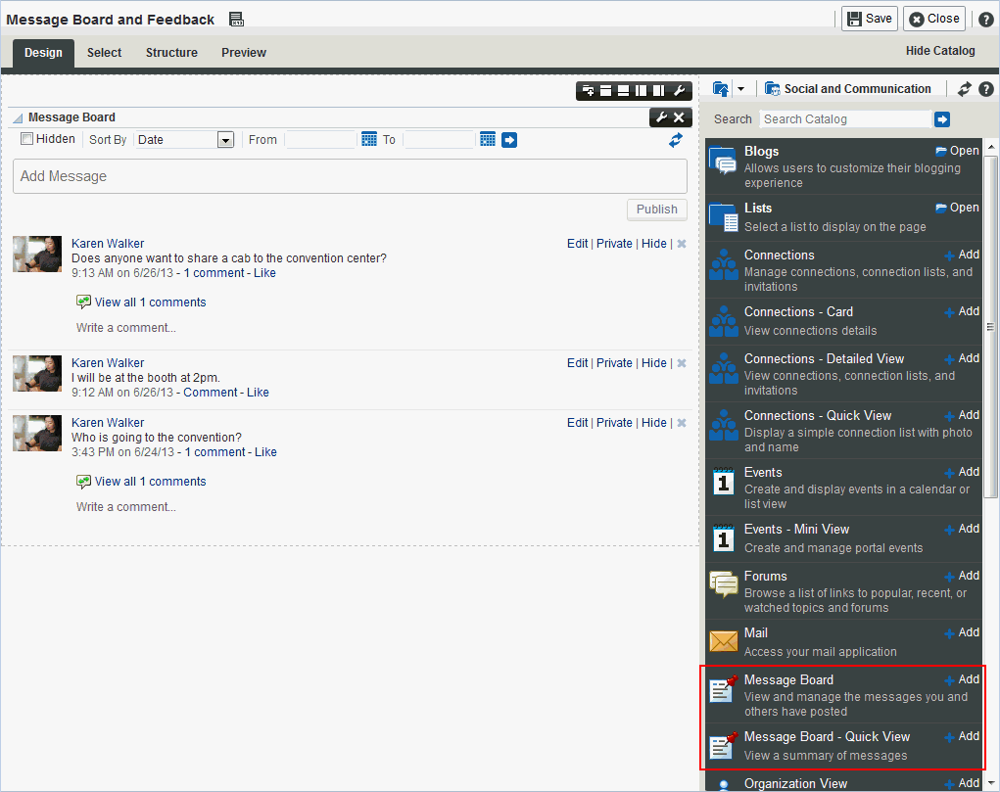 Message Board and Feedback
Save
Close
Design
Select
Structure
Preview
Hide Catalog
Message Board
Hidden
Sort By
Date
From
To
Add Message
Publish
Karen Walker
Edit | Private | Hide |
Does anyone want to share a cab to the convention center?
9:13 AM on 6/26/13 - 1 comment - Like
View all 1 comments
Write a comment...
Karen Walker
Edit | Private | Hide |
I will be at the booth at 2pm.
9:12 AM on 6/26/13 - Comment - Like
Karen Walker
Edit | Private | Hide |
Who is going to the convention?
3:43 PM on 6/24/13 - 1 comment - Like
View all 1 comments
Write a comment...
Social and Communication
Search
Search Catalog
Blogs
Open
Allows users to customize their blogging
experience
Lists
Open
Select a list to display on the page
Connections
Add
Manage connections, connection lists, and
invitations
Connections - Card
Add
View connections details
Connections - Detailed View
Add
View connections, connection lists, and
invitations
Connections - Quick View
Add
Display a simple connection list with photo
and name
1
Events
Add
Create and display events in a calendar or
list view
1
Events - Mini View
Add
Create and manage portal events
Forums
Add
Browse a list of links to popular, recent, or
watched topics and forums
Mail
Add
Access your mail application
Message Board
Add
View and manage the messages you and
others have posted
Message Board - Quick View
Add
View a summary of messages
Organization View
Add